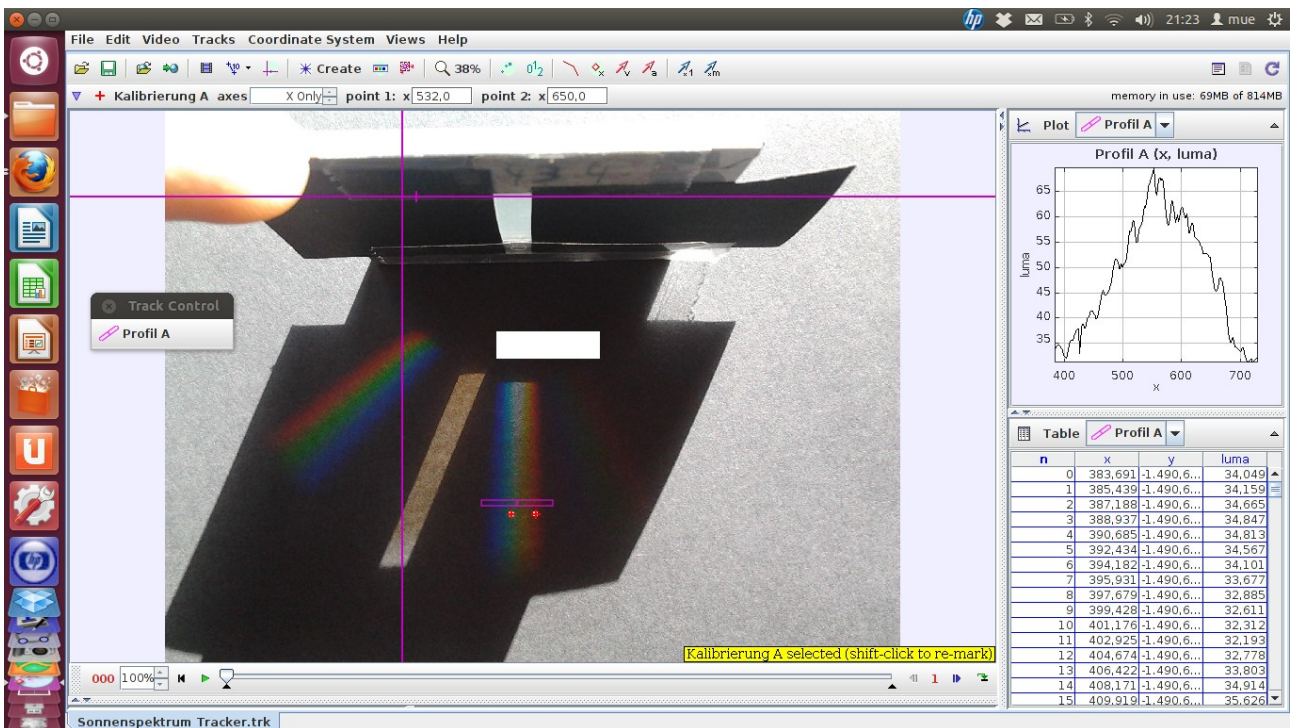 21:23 mue
File Edit Video Tracks Coordinate System Views Help
Create 38%
Kalibrierung A axes X Only point 1: x 532,0 point 2: x 650,0 memory in use: 69MB of 814MB
Plot Profil A
Profil A (x, luma)
65
60
55
50
45
40
35
luma
400 500 600 700
x
Track Control
Profil A
Table Profil A
n x y luma
0 383,691 -1.490,6... 34,049
1 385,439 -1.490,6... 34,159
2 387,188 -1.490,6... 34,665
3 388,937 -1.490,6... 34,847
4 390,685 -1.490,6... 34,813
5 392,434 -1.490,6... 34,567
6 394,182 -1.490,6... 34,101
7 395,931 -1.490,6... 33,677
8 397,679 -1.490,6... 32,885
9 399,428 -1.490,6... 32,611
10 401,176 -1.490,6... 32,312
11 402,925 -1.490,6... 32,193
12 404,674 -1.490,6... 32,778
13 406,422 -1.490,6... 33,803
14 408,171 -1.490,6... 34,914
15 409,919 -1.490,6... 35,626
Kalibrierung A selected (shift-click to re-mark)
000 100% 1
Sonnenspektrum Tracker.trk